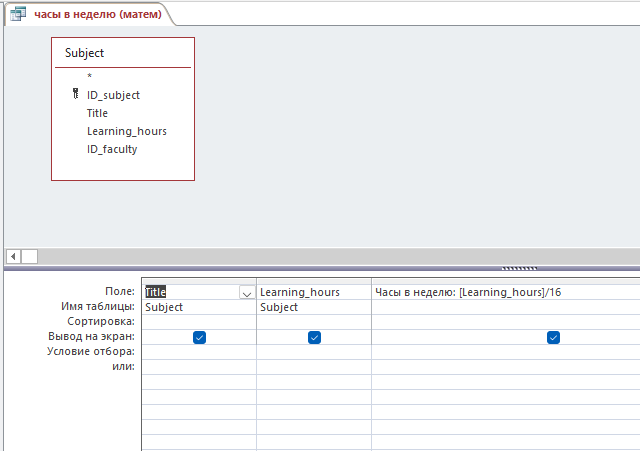 часы в неделю (матем)
Subject
*
ID_subject
Title
Learning_hours
ID_faculty
Поле: Title Learning_hours Часы в неделю: [Learning_hours]/16
Имя таблицы: Subject Subject
Сортировка:
Вывод на экран:
Условие отбора:
или: